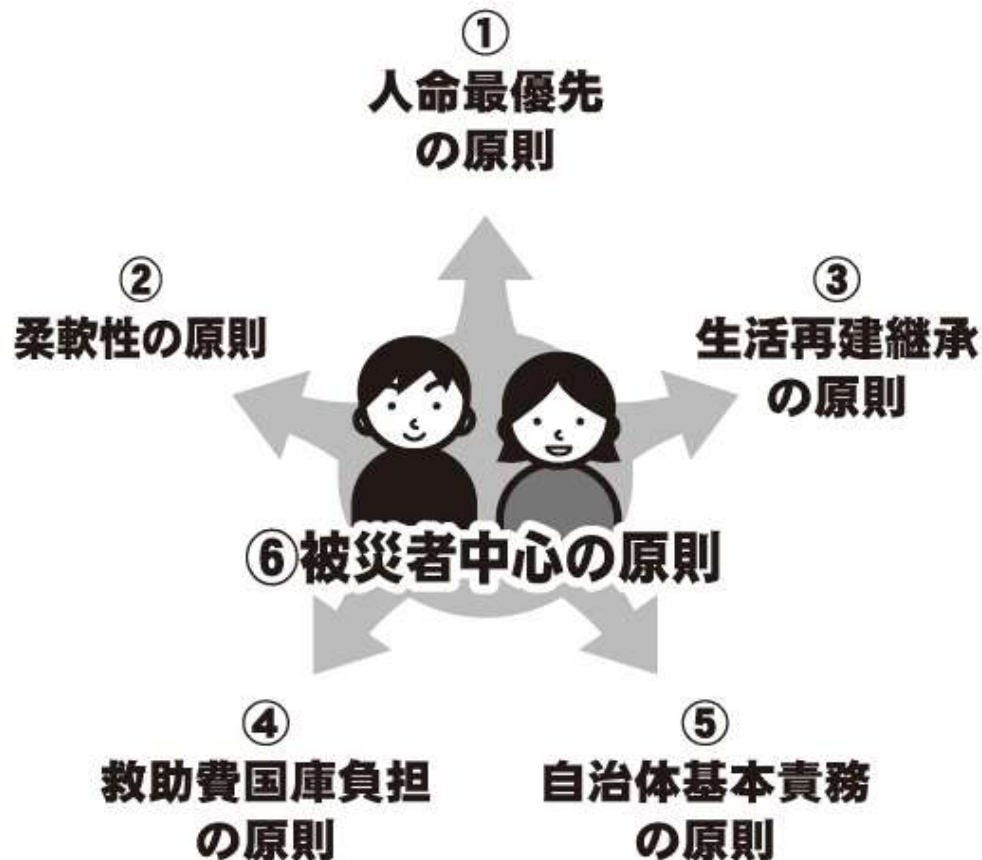 ①
人命最優先
の原則
②
柔軟性の原則
③
生活再建継承
の原則
⑥被災者中心の原則
④
救助費国庫負担
の原則
⑤
自治体基本責務
の原則